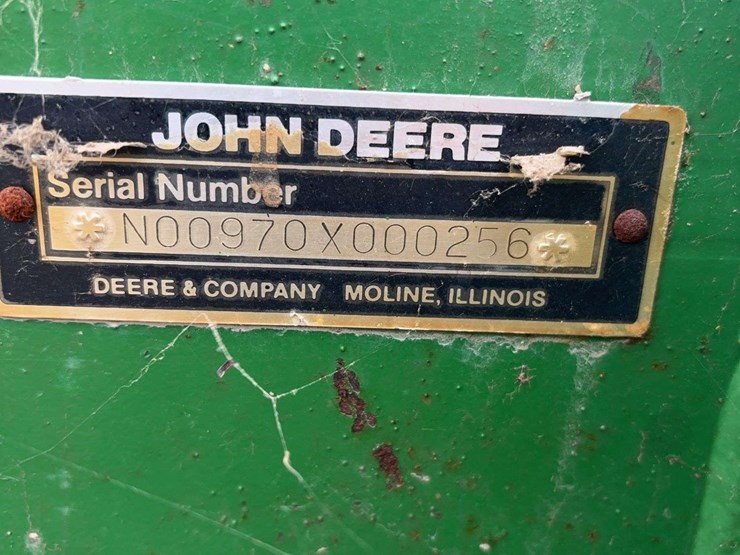 JOHN DEERE
Serial Number
*N00970X000256*
DEERE & COMPANY MOLINE, ILLINOIS